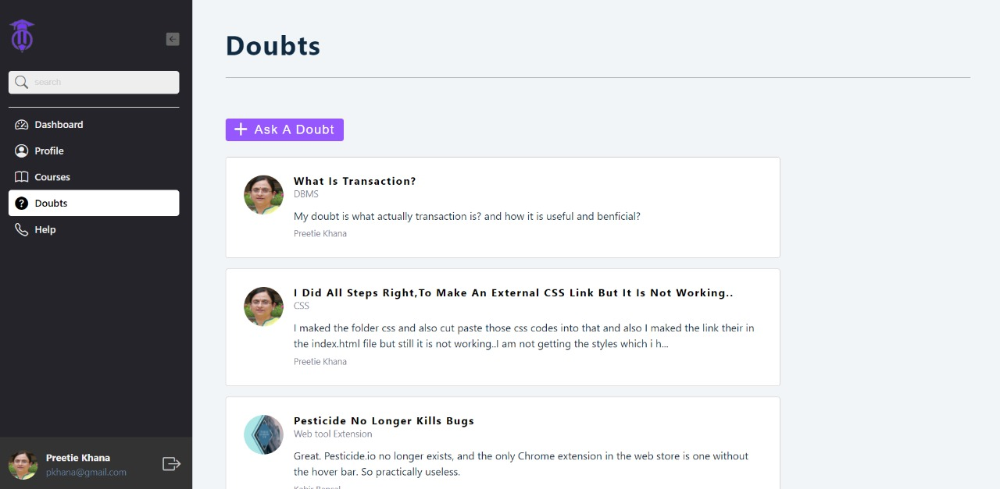 search
Dashboard
Profile
Courses
Doubts
Help
Preetie Khana
pkhana@gmail.com
Doubts
Ask A Doubt
What Is Transaction?
DBMS
My doubt is what actually transaction is? and how it is useful and benficial?
Preetie Khana
I Did All Steps Right,To Make An External CSS Link But It Is Not Working..
CSS
I maked the folder css and also cut paste those css codes into that and also I maked the link their in
the index.html file but still it is not working..I am not getting the styles which i h...
Preetie Khana
Pesticide No Longer Kills Bugs
Web tool Extension
Great. Pesticide.io no longer exists, and the only Chrome extension in the web store is one without
the hover bar. So practically useless.